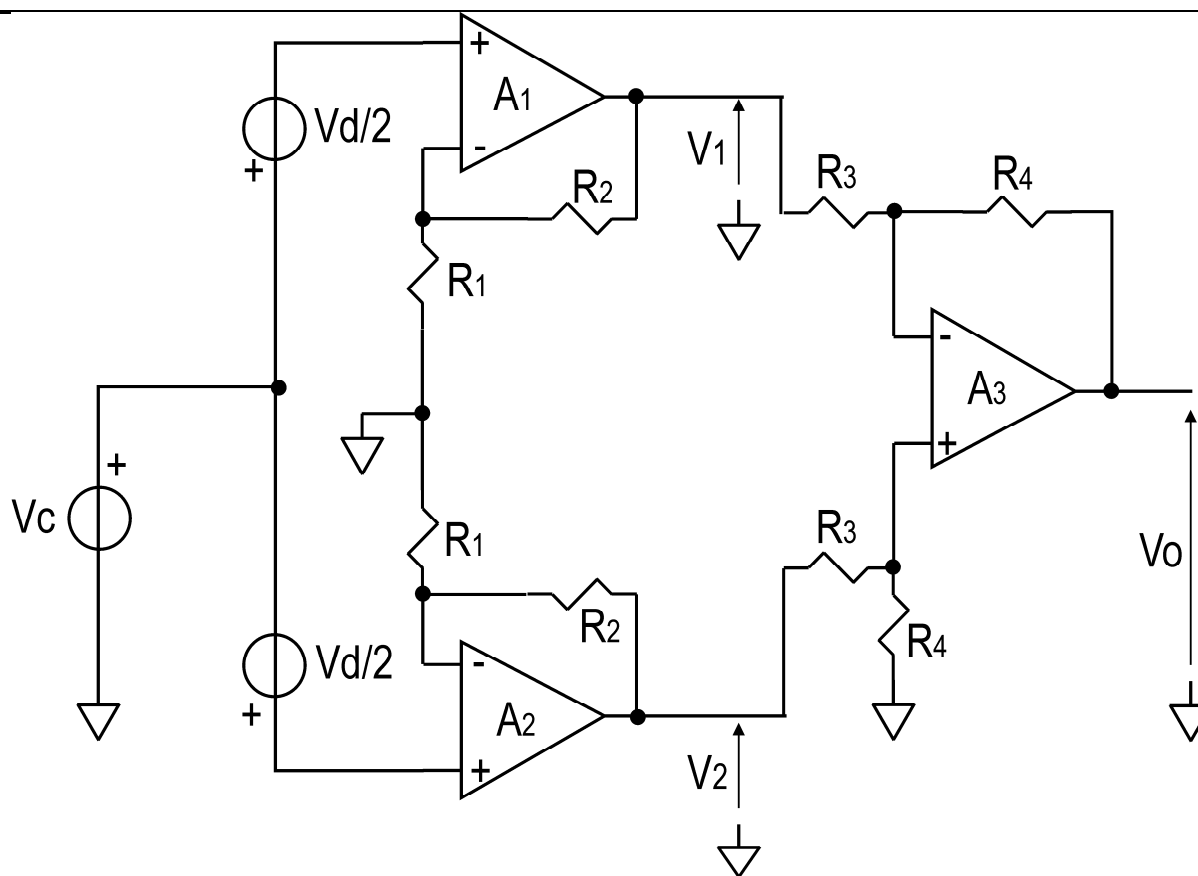 +
A1
-
Vd/2
+
V1
R2
R3
R4
R1
-
A3
+
+
Vc
R1
R3
Vo
R2
R4
Vd/2
+
-
A2
+
V2